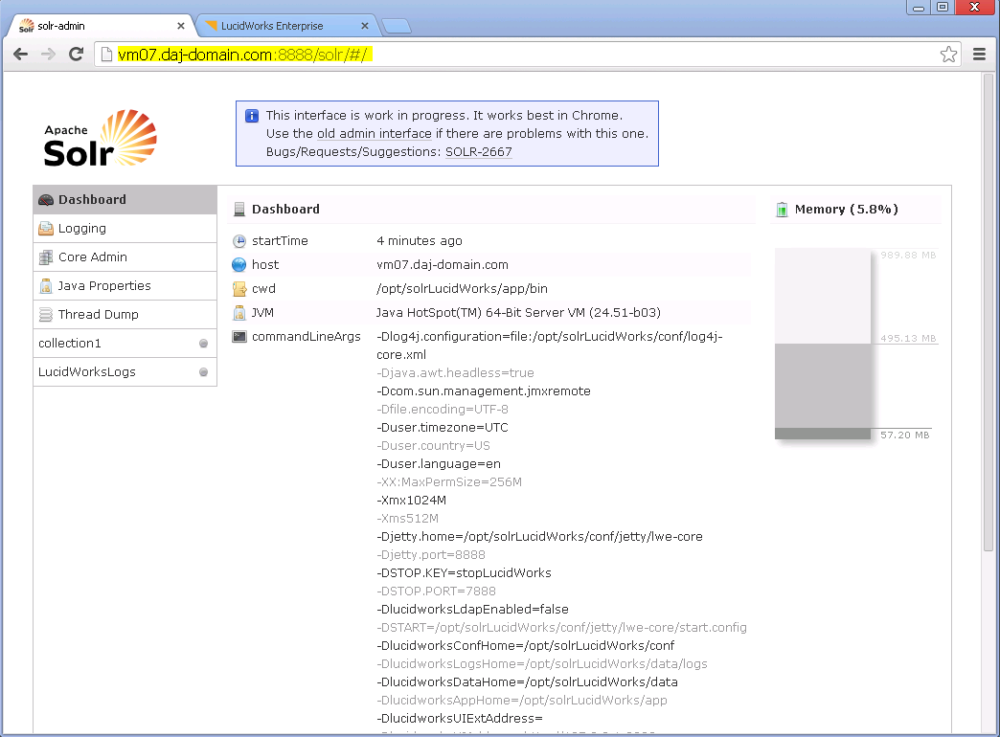 solr-admin
LucidWorks Enterprise
vm07.daj-domain.com:8888/solr/#/
Apache
Solr
This interface is work in progress. It works best in Chrome.
Use the old admin interface if there are problems with this one.
Bugs/Requests/Suggestions: SOLR-2667
Dashboard
Logging
Core Admin
Java Properties
Thread Dump
collection1
LucidWorksLogs
Dashboard
startTime 4 minutes ago
host vm07.daj-domain.com
cwd /opt/solrLucidWorks/app/bin
JVM Java HotSpot(TM) 64-Bit Server VM (24.51-b03)
commandLineArgs -Dlog4j.configuration=file:/opt/solrLucidWorks/conf/log4j-
core.xml
-Djava.awt.headless=true
-Dcom.sun.management.jmxremote
-Dfile.encoding=UTF-8
-Duser.timezone=UTC
-Duser.country=US
-Duser.language=en
-XX:MaxPermSize=256M
-Xmx1024M
-Xms512M
-Djetty.home=/opt/solrLucidWorks/conf/jetty/lwe-core
-Djetty.port=8888
-DSTOP.KEY=stopLucidWorks
-DSTOP.PORT=7888
-DlucidworksLdapEnabled=false
-DSTART=/opt/solrLucidWorks/conf/jetty/lwe-core/start.config
-DlucidworksConfHome=/opt/solrLucidWorks/conf
-DlucidworksLogsHome=/opt/solrLucidWorks/data/logs
-DlucidworksDataHome=/opt/solrLucidWorks/data
-DlucidworksAppHome=/opt/solrLucidWorks/app
-DlucidworksUIExtAddress=
Memory (5.8%)
989.88 MB
495.13 MB
57.20 MB